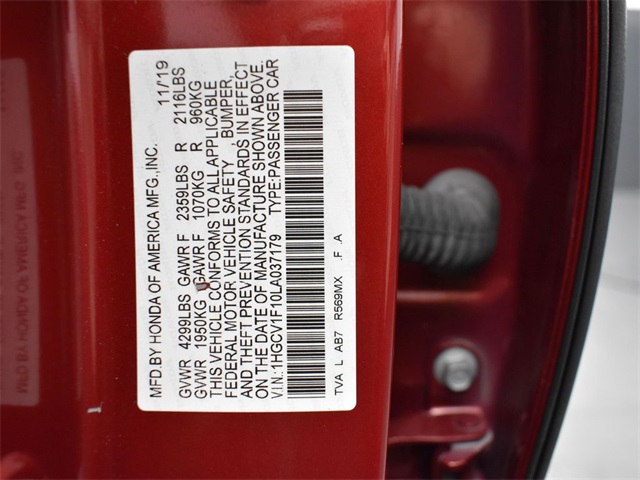 MFD.BY HONDA OF AMERICA MFG.,INC. 11/19
GVWR 4299LBS GAWR F 2359LBS R 2116LBS
GVWR 1950KG GAWR F 1070KG R 960KG
THIS VEHICLE CONFORMS TO ALL APPLICABLE
FEDERAL MOTOR VEHICLE SAFETY , BUMPER,
AND THEFT PREVENTION STANDARDS IN EFFECT
ON THE DATE OF MANUFACTURE SHOWN ABOVE.
V.I.N.:1HGCV1F10LA037179 TYPE:PASSENGER CAR
TVA L AB7 R569MX .F .A